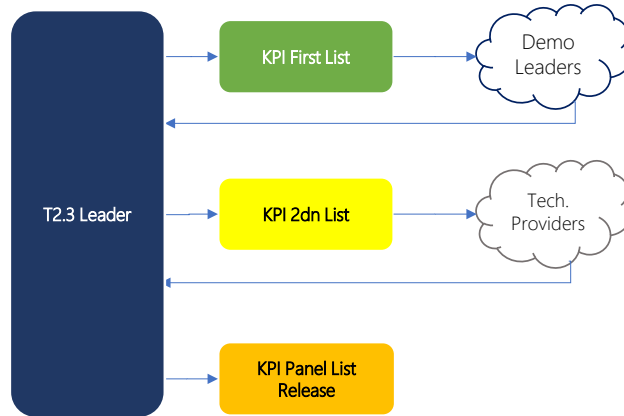 KPI First List
Demo
Leaders
T2.3 Leader
KPI 2dn List
Tech.
Providers
KPI Panel List
Release